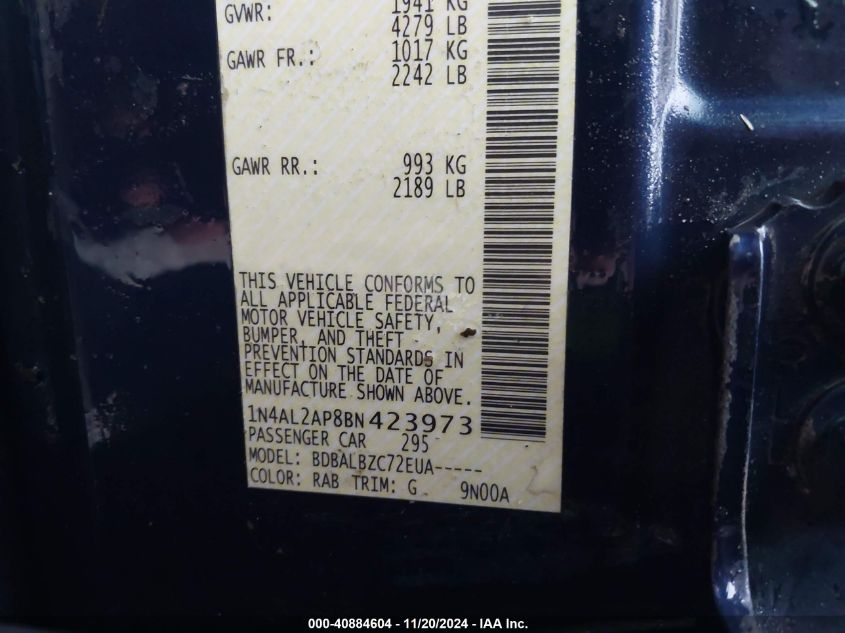 GVWR: 1941 KG
4279 LB
GAWR FR.: 1017 KG
2242 LB
GAWR RR.: 993 KG
2189 LB
THIS VEHICLE CONFORMS TO
ALL APPLICABLE FEDERAL
MOTOR VEHICLE SAFETY,
BUMPER, AND THEFT
PREVENTION STANDARDS IN
EFFECT ON THE DATE OF
MANUFACTURE SHOWN ABOVE.
1N4AL2AP8BN423973
PASSENGER CAR 295
MODEL: BDBALBZC72EUA-----
COLOR: RAB TRIM: G 9N00A
000-40884604 - 11/20/2024 - IAA Inc.